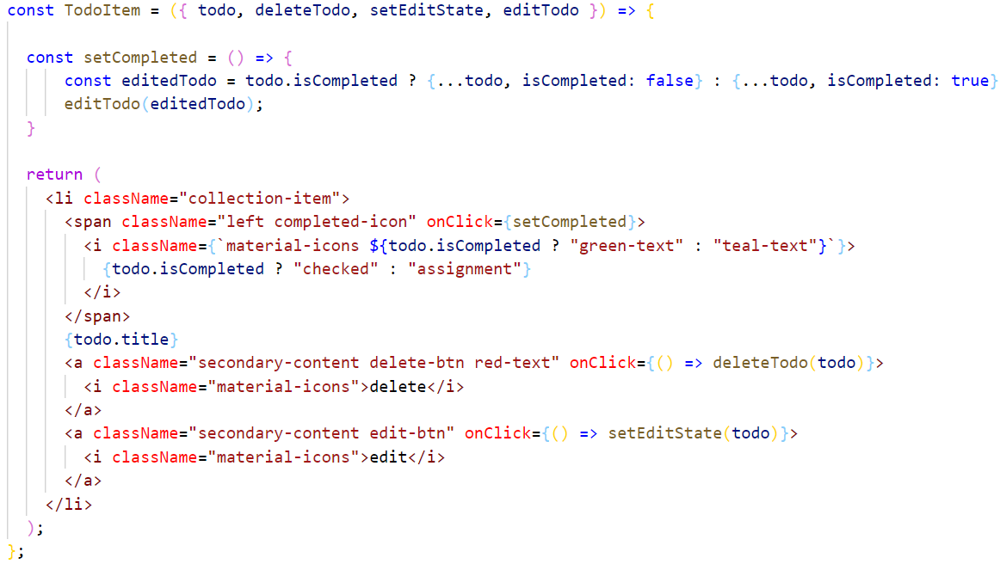 const TodoItem = ({ todo, deleteTodo, setEditState, editTodo }) => {
const setCompleted = () => {
const editedTodo = todo.isCompleted ? {...todo, isCompleted: false} : {...todo, isCompleted: true}
editTodo(editedTodo);
}
return (
<li className="collection-item">
<span className="left completed-icon" onClick={setCompleted}>
<i className={`material-icons ${todo.isCompleted ? "green-text" : "teal-text"}`}>
{todo.isCompleted ? "checked" : "assignment"}
</i>
</span>
{todo.title}
<a className="secondary-content delete-btn red-text" onClick={() => deleteTodo(todo)}>
<i className="material-icons">delete</i>
</a>
<a className="secondary-content edit-btn" onClick={() => setEditState(todo)}>
<i className="material-icons">edit</i>
</a>
</li>
);
};